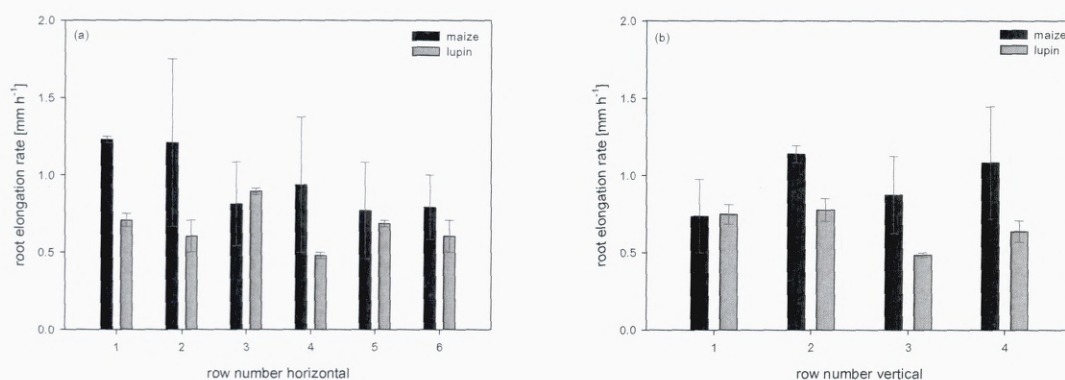 (a)
maize
lupin
2.0
1.5
1.0
0.5
0.0
root elongation rate [mm h⁻¹]
1 2 3 4 5 6
row number horizontal
(b)
maize
lupin
2.0
1.5
1.0
0.5
0.0
root elongation rate [mm h⁻¹]
1 2 3 4
row number vertical